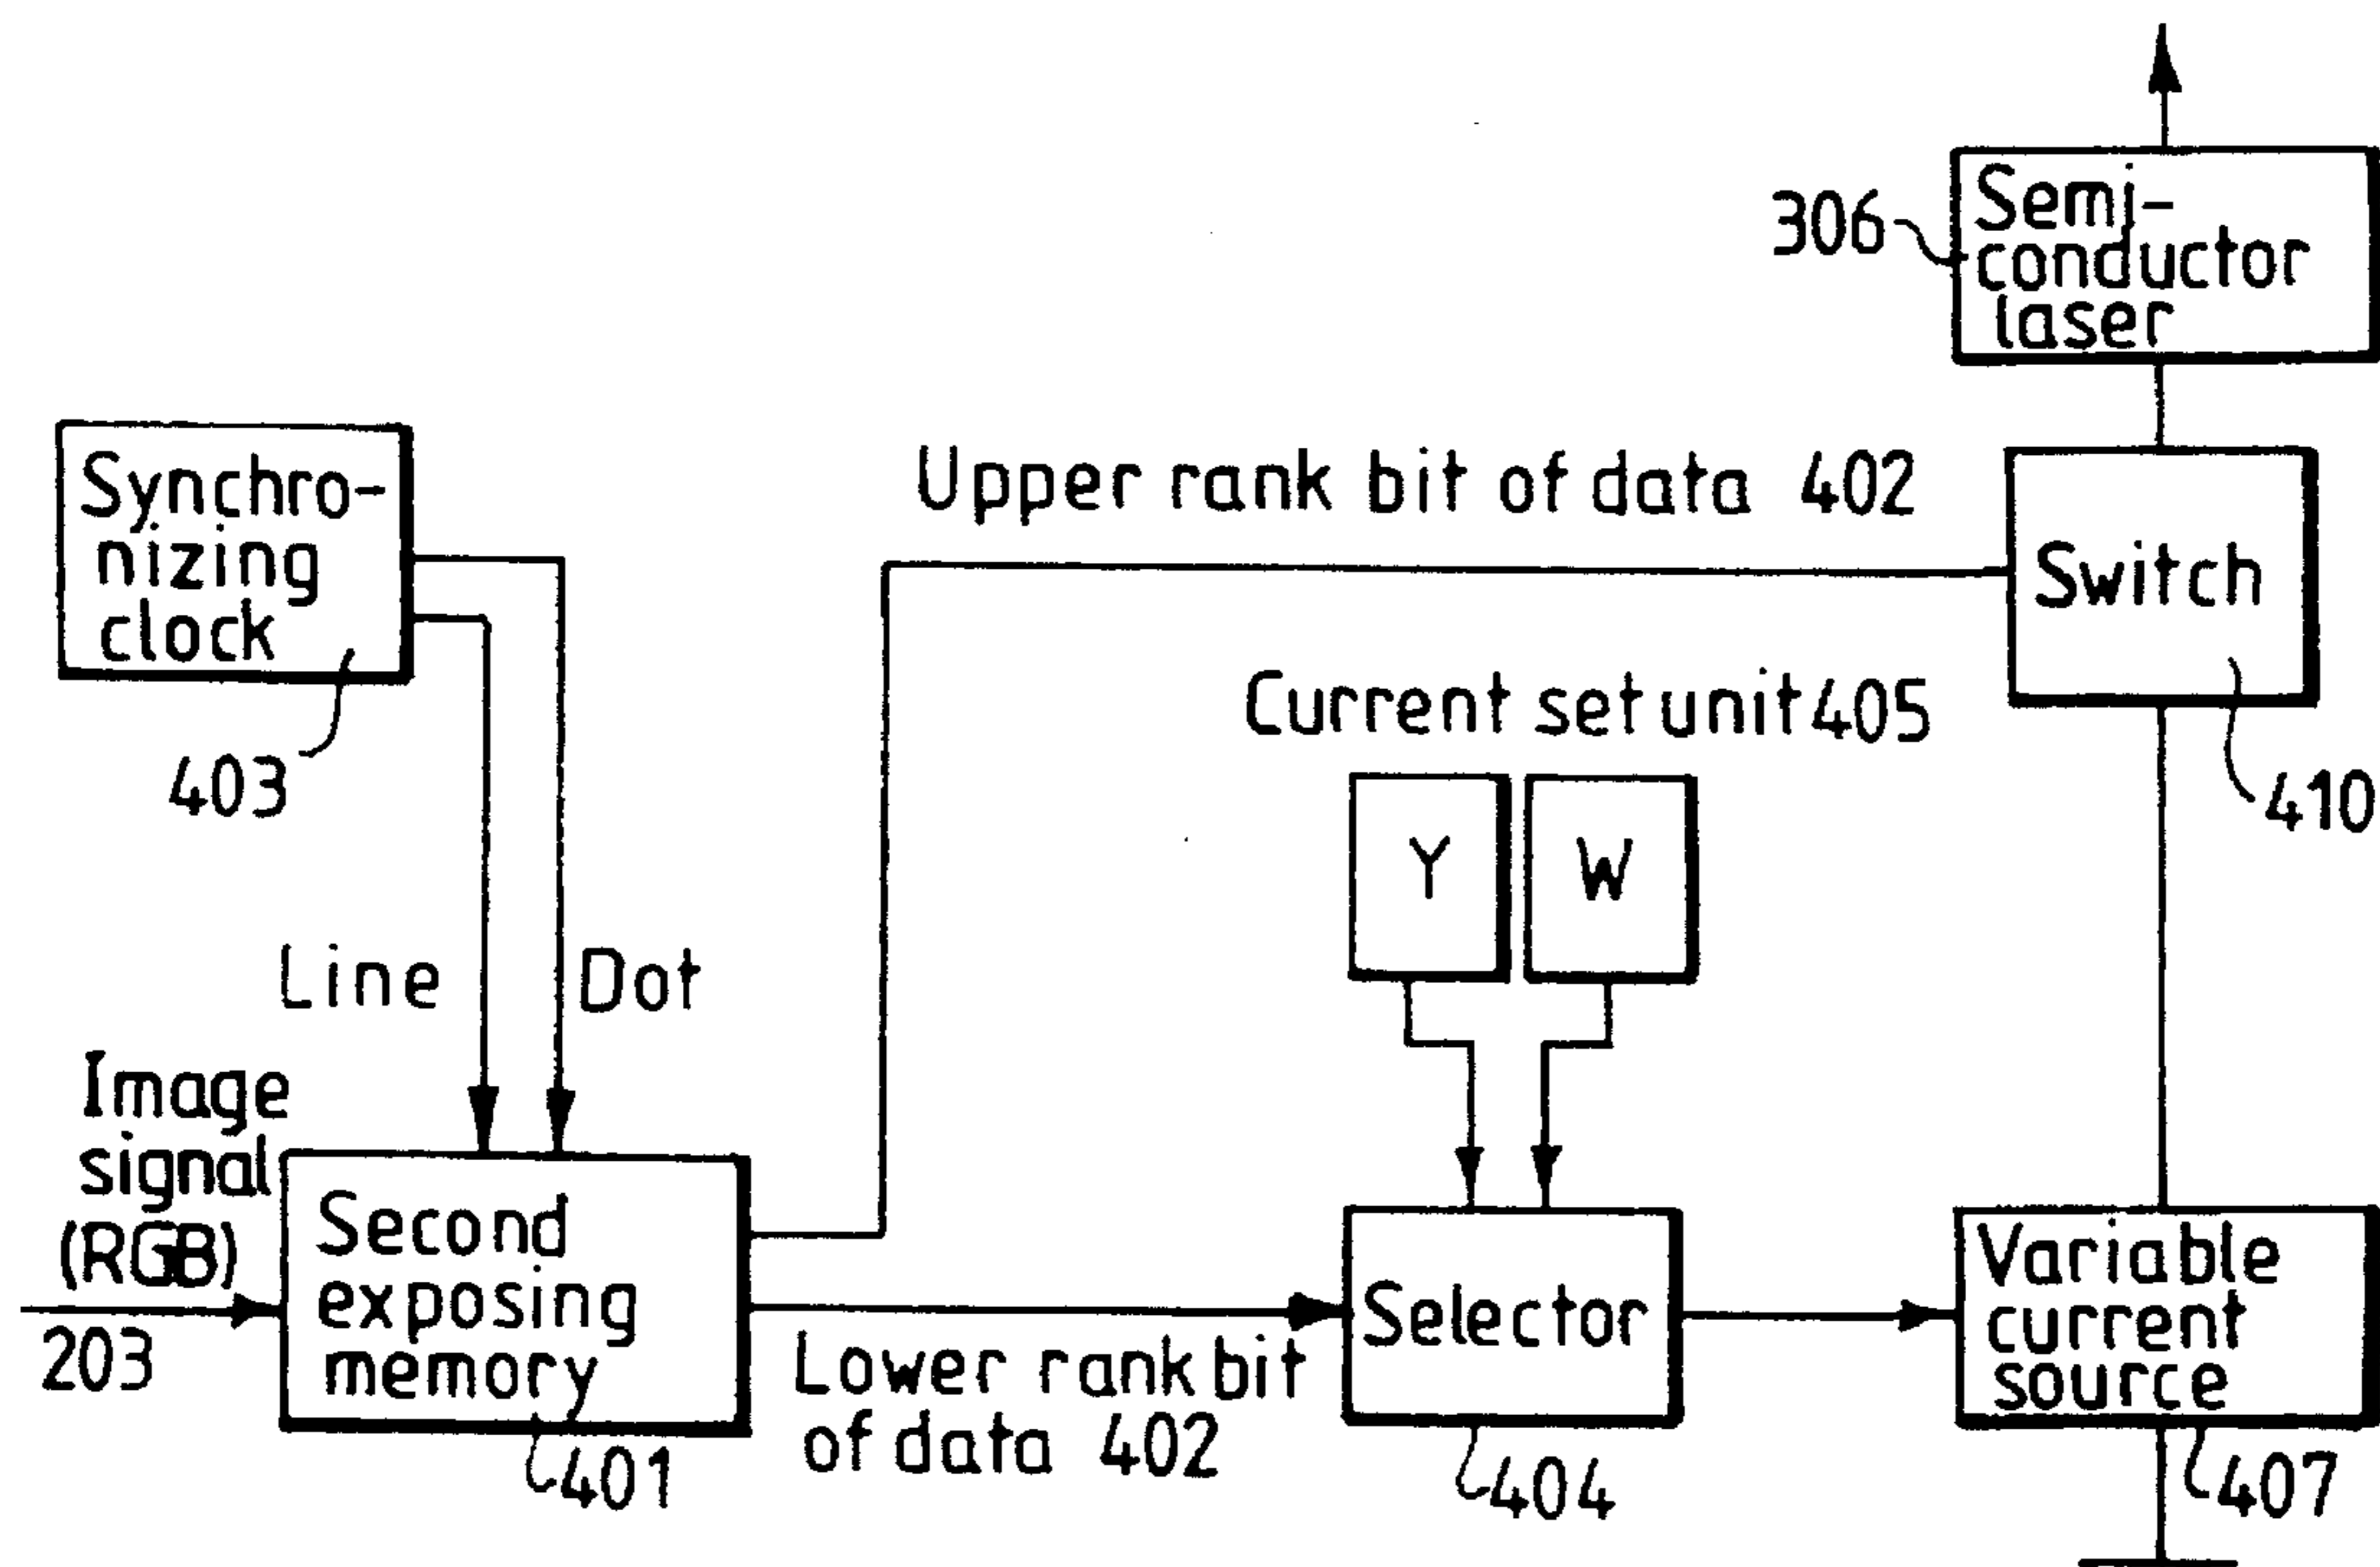 306
Semi-
conductor
laser
Synchro-
nizing
clock
403
Upper rank bit of data 402
Switch
410
Current set unit 405
Y
W
Line
Dot
Image
signal
(RGB)
203
Second
exposing
memory
401
Lower rank bit
of data 402
Selector
404
Variable
current
source
407